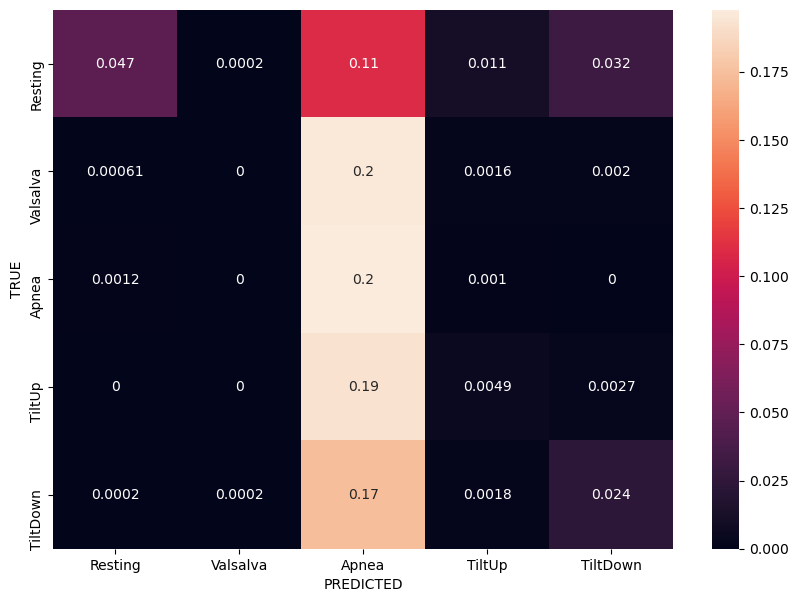 Resting 0.047 0.0002 0.11 0.011 0.032
Valsalva 0.00061 0 0.2 0.0016 0.002
Apnea 0.0012 0 0.2 0.001 0
TiltUp 0 0 0.19 0.0049 0.0027
TiltDown 0.0002 0.0002 0.17 0.0018 0.024
TRUE
Resting Valsalva Apnea TiltUp TiltDown
PREDICTED
0.175
0.150
0.125
0.100
0.075
0.050
0.025
0.000